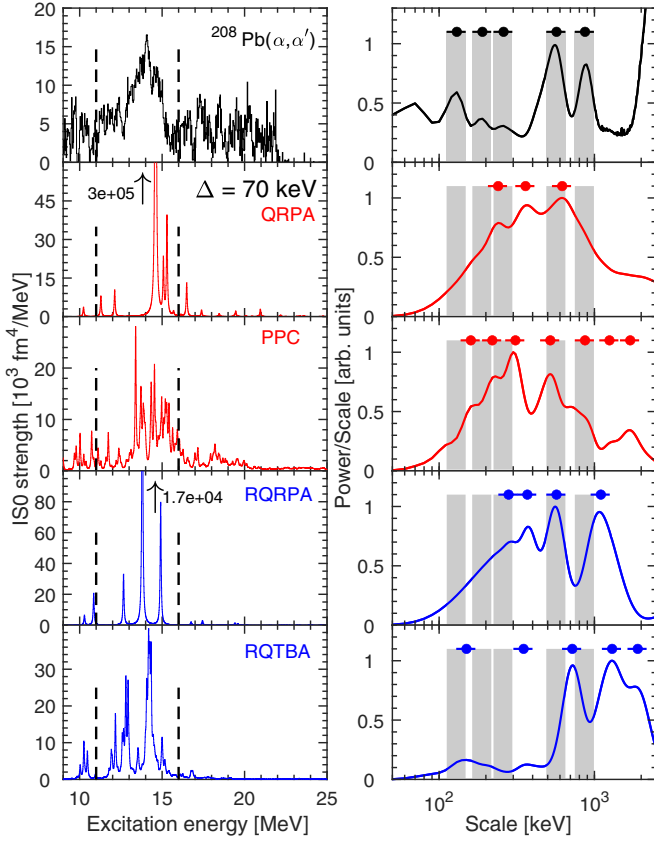 20
15
10
5
0
²⁰⁸Pb(α,α′)
1
0.5
0
45
30
15
0
3e+05
Δ = 70 keV
QRPA
1
0.5
0
20
10
0
PPC
1
0.5
0
80
60
40
20
0
1.7e+04
RQRPA
1
0.5
0
30
20
10
0
RQTBA
1
0.5
0
10 15 20 25
10² 10³
Excitation energy [MeV]
Scale [keV]
IS0 strength [10³ fm⁴/MeV]
Power/Scale [arb. units]